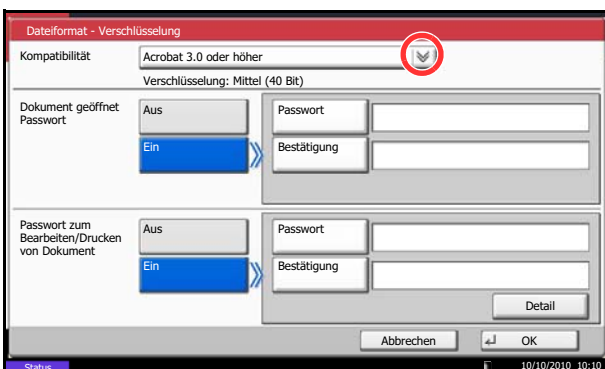 Dateiformat - Verschlüsselung
Kompatibilität
Acrobat 3.0 oder höher
Verschlüsselung: Mittel (40 Bit)
Dokument geöffnet
Passwort
Aus
Passwort
Ein
Bestätigung
Passwort zum
Bearbeiten/Drucken
von Dokument
Aus
Passwort
Ein
Bestätigung
Detail
Abbrechen
OK
Status
10/10/2010 10:10